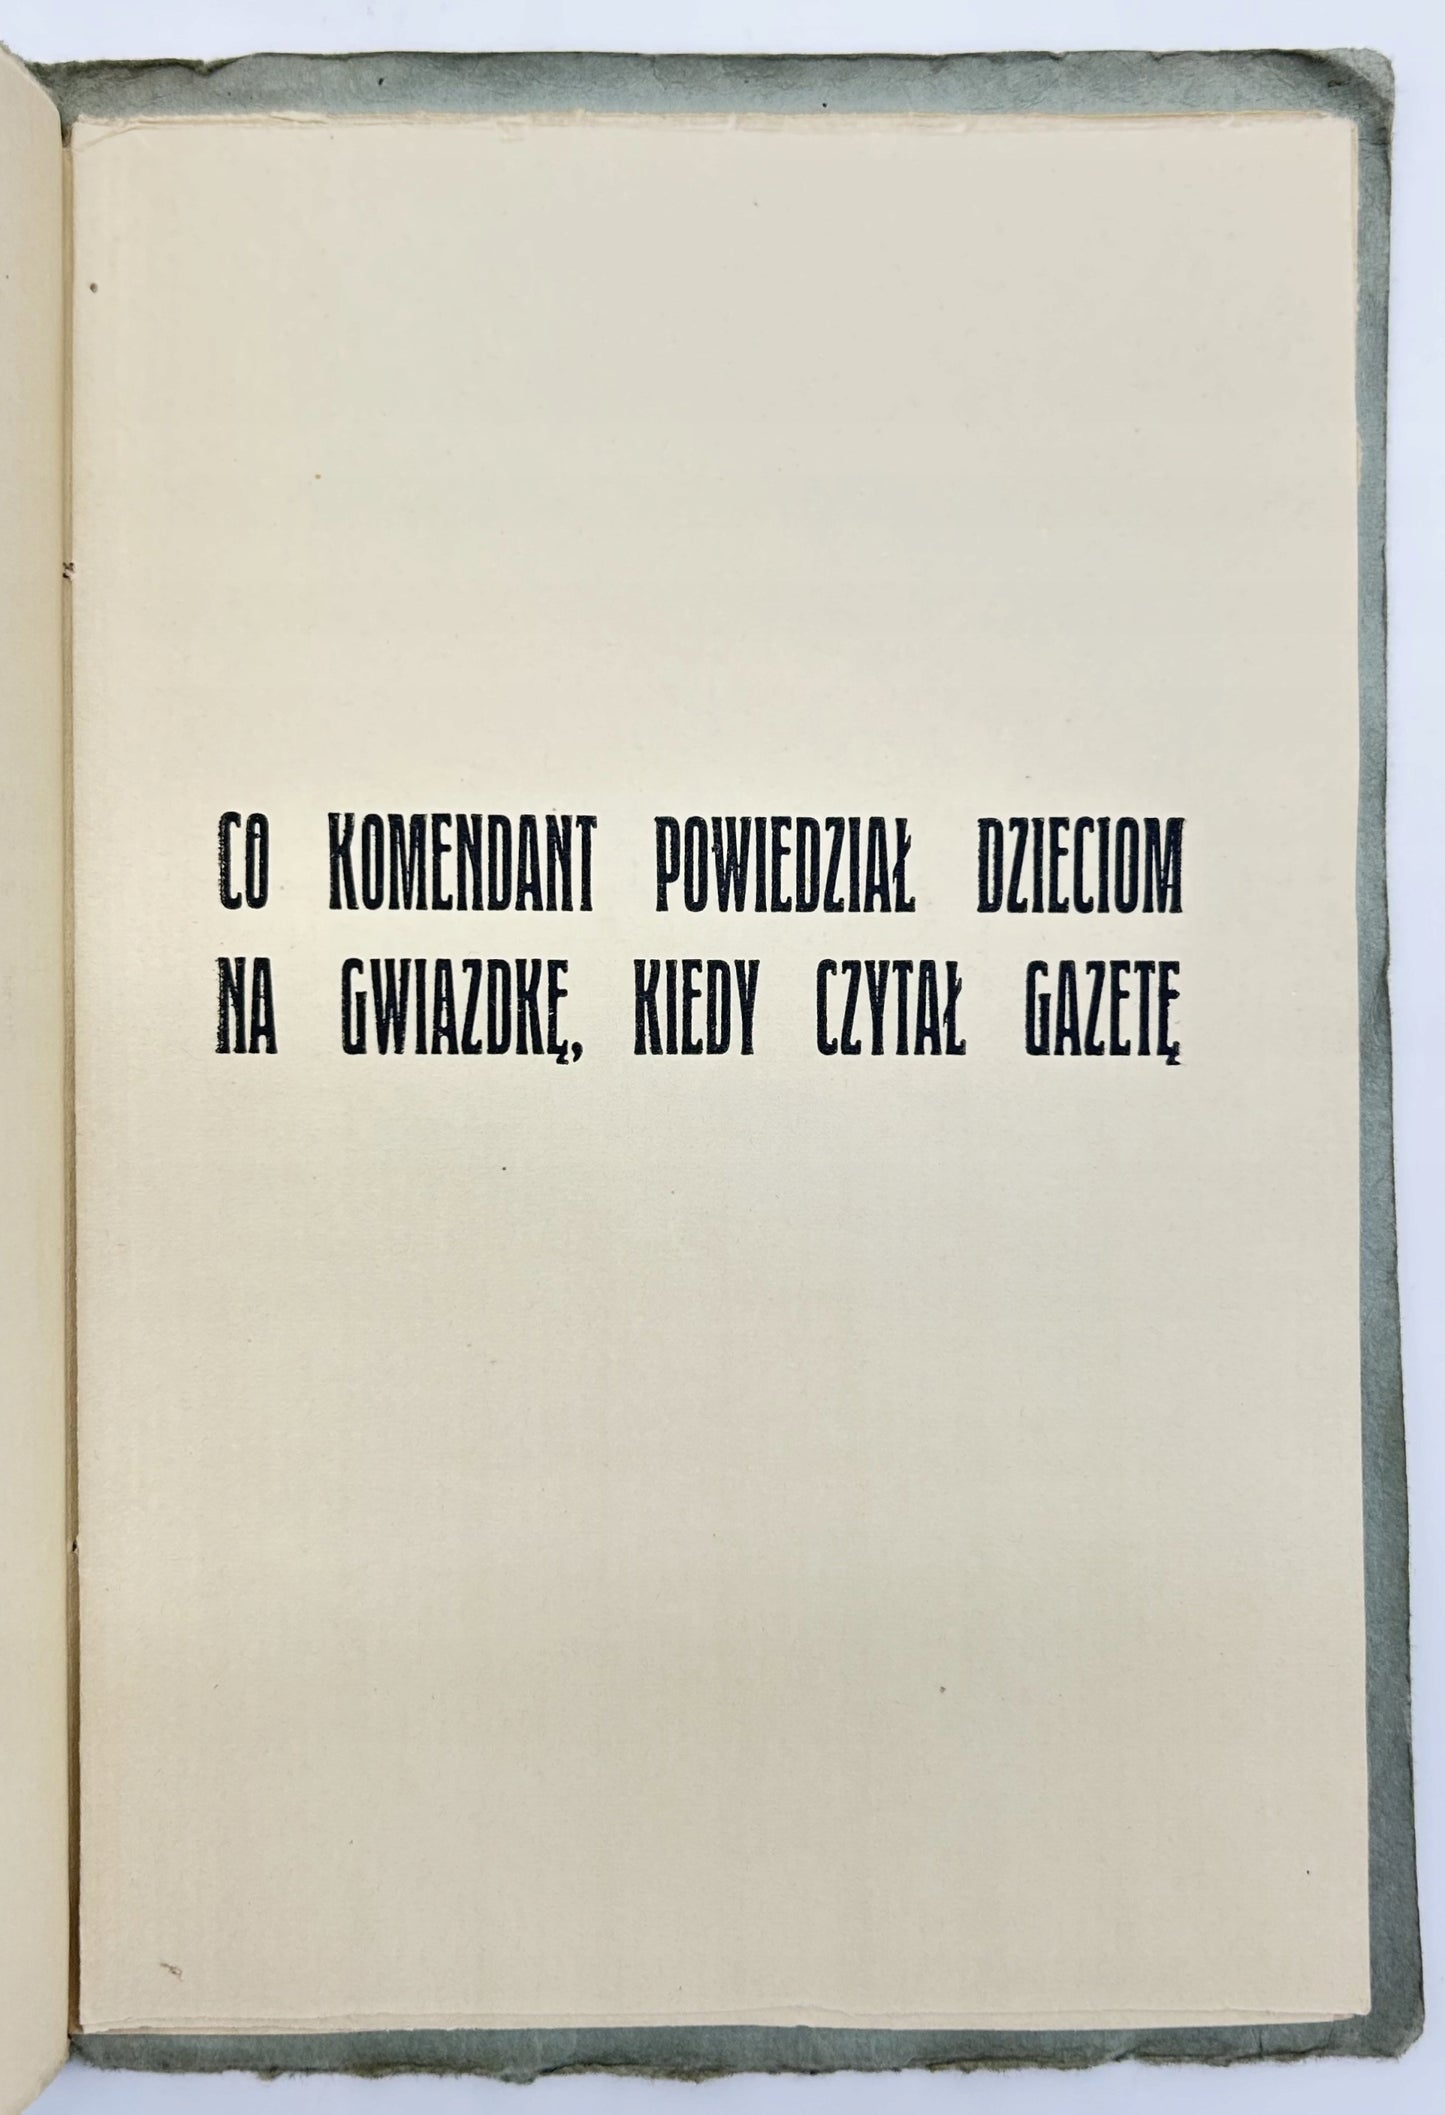 CO KOMENDANT POWIEDZIAŁ DZIECIOM
NA GWIAZDKĘ, KIEDY CZYTAŁ GAZETĘ